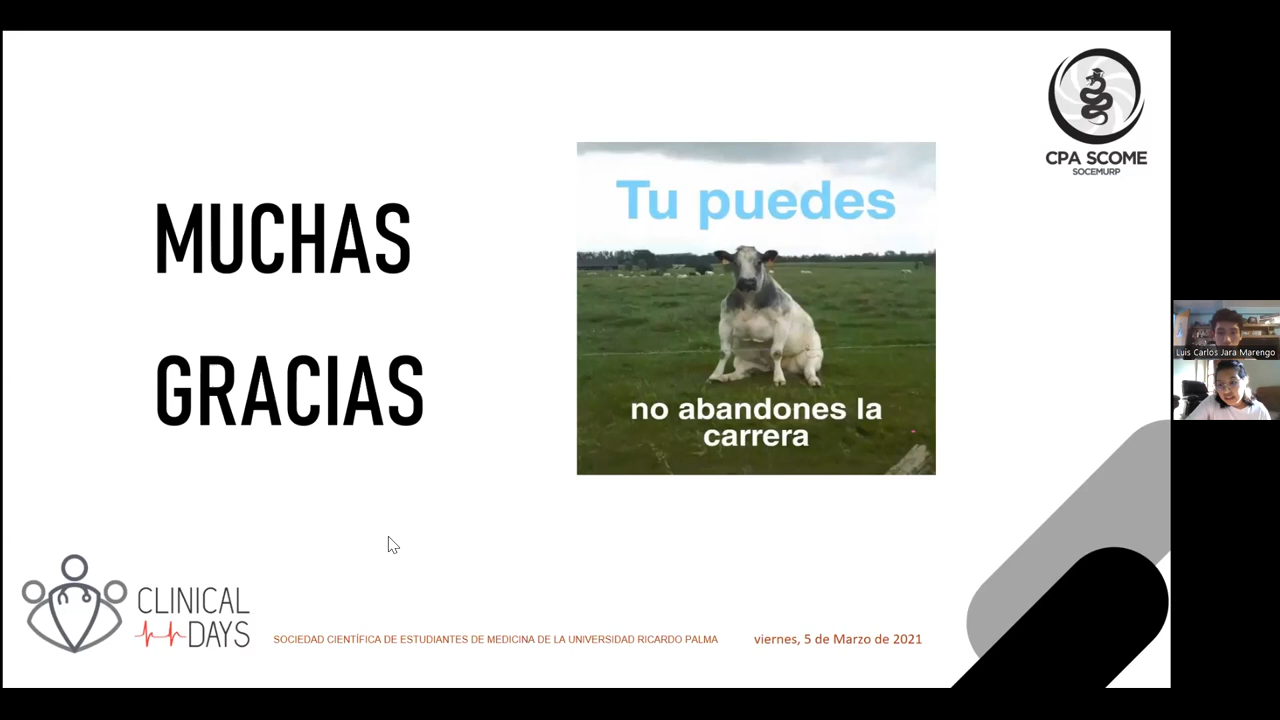 MUCHAS
GRACIAS
Tu puedes
no abandones la
carrera
CPA SCOME
SOCEMURP
Luis Carlos Jara Marengo
CLINICAL
DAYS
SOCIEDAD CIENTÍFICA DE ESTUDIANTES DE MEDICINA DE LA UNIVERSIDAD RICARDO PALMA
viernes, 5 de Marzo de 2021